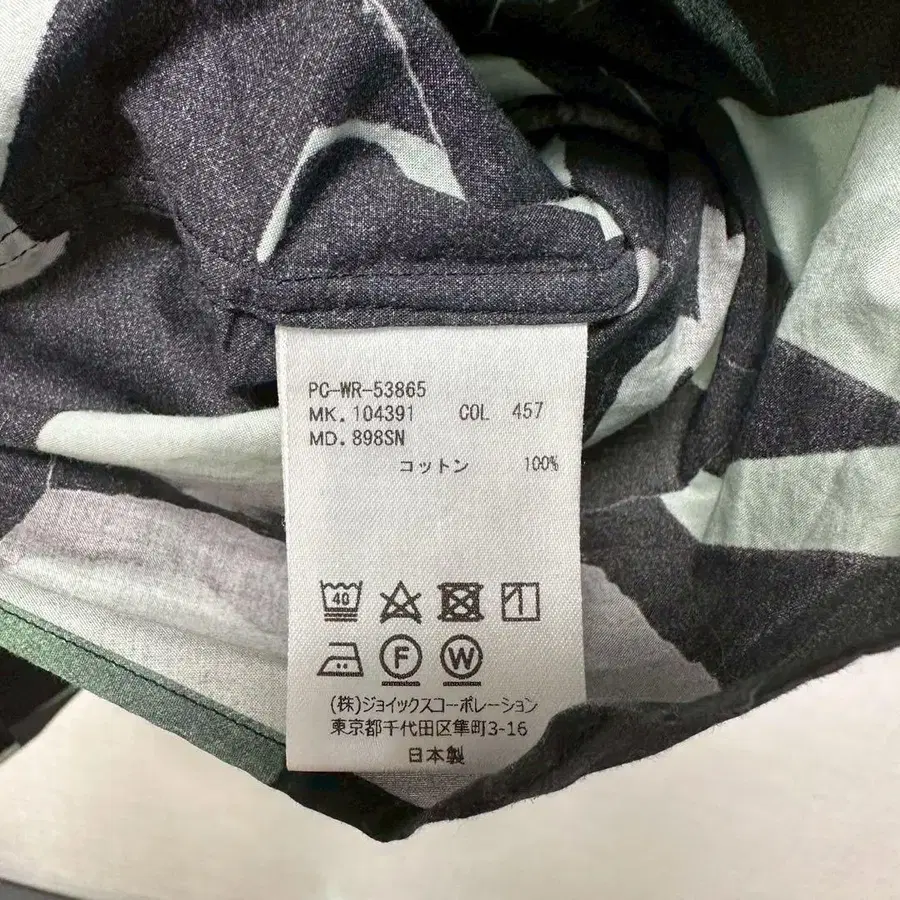 PC-WR-53865
MK. 104391 COL 457
MD. 898SN
コットン 100%
40
F W
(株)ジョイックスコーポレーション
東京都千代田区隼町3-16
日本製